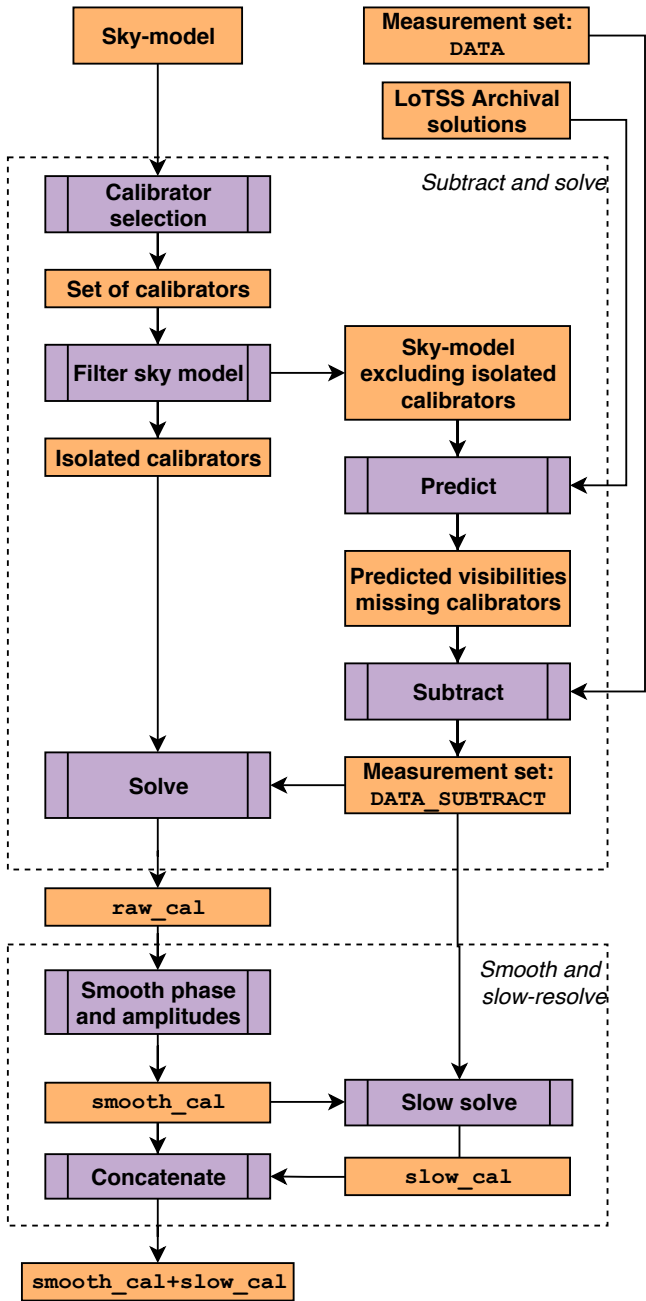 Sky-model
Measurement set:
DATA
LoTSS Archival
solutions
Subtract and solve
Calibrator
selection
Set of calibrators
Filter sky model
Sky-model
excluding isolated
calibrators
Isolated calibrators
Predict
Predicted visibilities
missing calibrators
Subtract
Solve
Measurement set:
DATA_SUBTRACT
raw_cal
Smooth and
slow-resolve
Smooth phase
and amplitudes
smooth_cal
Slow solve
Concatenate
slow_cal
smooth_cal+slow_cal